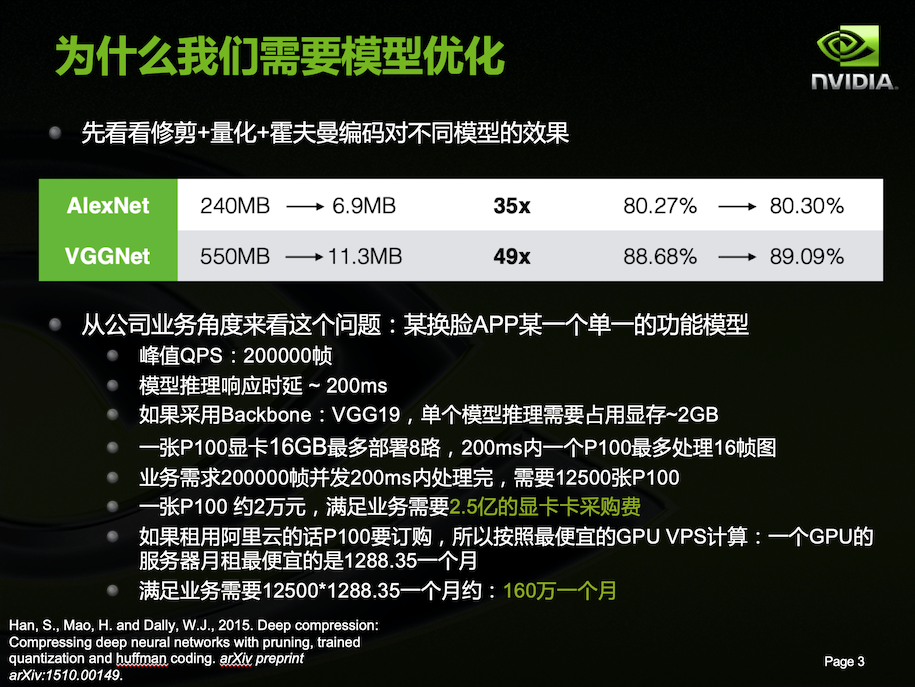 为什么我们需要模型优化
NVIDIA.
先看看修剪+量化+霍夫曼编码对不同模型的效果
AlexNet 240MB → 6.9MB 35x 80.27% → 80.30%
VGGNet 550MB → 11.3MB 49x 88.68% → 89.09%
从公司业务角度来看这个问题：某换脸APP某一个单一的功能模型
峰值QPS：200000帧
模型推理响应时延 ~ 200ms
如果采用Backbone：VGG19，单个模型推理需要占用显存~2GB
一张P100显卡16GB最多部署8路，200ms内一个P100最多处理16帧图
业务需求200000帧并发200ms内处理完，需要12500张P100
一张P100 约2万元，满足业务需要2.5亿的显卡卡采购费
如果租用阿里云的话P100要订购，所以按照最便宜的GPU VPS计算：一个GPU的
服务器月租最便宜的是1288.35一个月
满足业务需要12500*1288.35一个月约：160万一个月
Han, S., Mao, H. and Dally, W.J., 2015. Deep compression:
Compressing deep neural networks with pruning, trained
quantization and huffman coding. arXiv preprint
arXiv:1510.00149.
Page 3